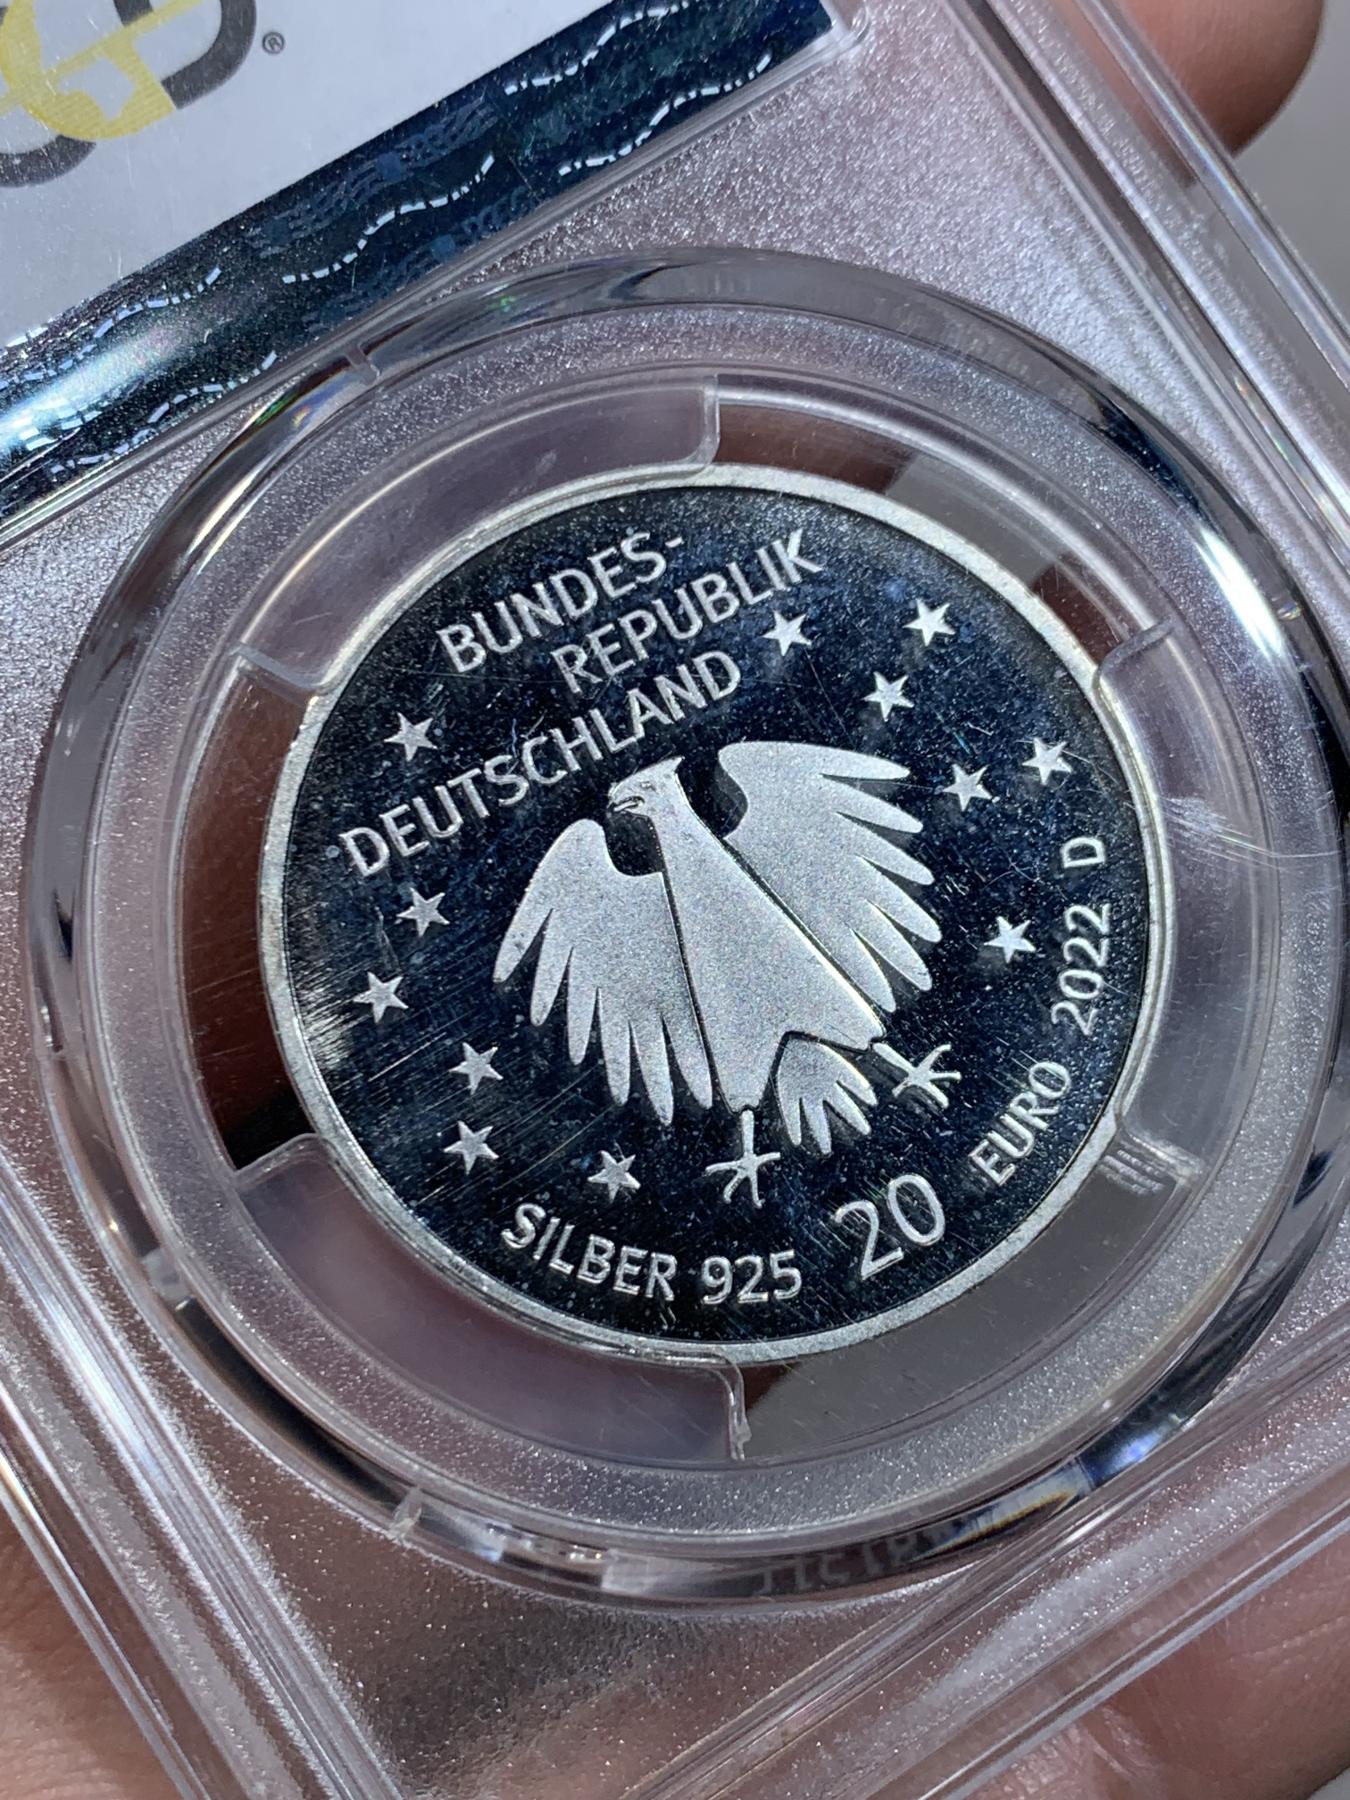 ®
BUNDES-
REPUBLIK
DEUTSCHLAND
SILBER 925
20
EURO 2022 D